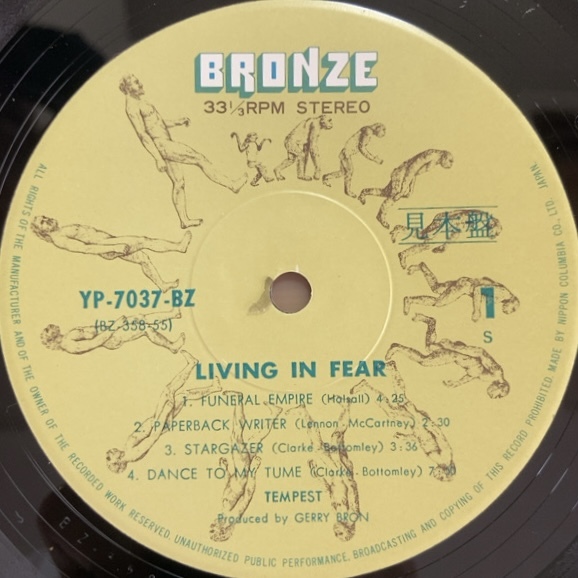 BRONZE
33⅓RPM STEREO
見本盤
YP-7037-BZ
(BZ-358-55)
1
S
LIVING IN FEAR
1. FUNERAL EMPIRE (Halsall) 4:25
2. PAPERBACK WRITER (Lennon-McCartney) 2:30
3. STARGAZER (Clarke-Bottomley) 3:36
4. DANCE TO MY TUME (Clarke-Bottomley)
TEMPEST
Produced by GERRY BRON
ALL RIGHTS OF THE MANUFACTURER AND OF THE OWNER OF THE RECORDED WORK RESERVED. UNAUTHORIZED PUBLIC PERFORMANCE, BROADCASTING AND COPYING OF THIS RECORD PROHIBITED. MADE BY NIPPON COLUMBIA CO., LTD. JAPAN.